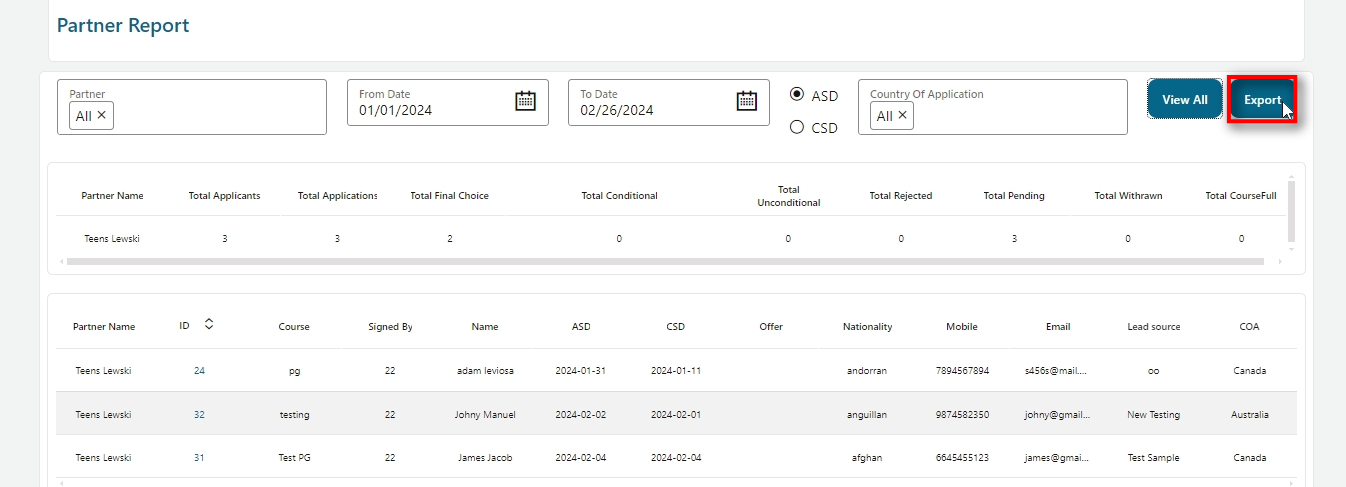 Partner Report
Partner
All ✕
From Date
01/01/2024
To Date
02/26/2024
ASD
CSD
Country Of Application
All ✕
View All
Export
Partner Name Total Applicants Total Applications Total Final Choice Total Conditional Total Unconditional Total Rejected Total Pending Total Withrawn Total CourseFull
Teens Lewski 3 3 2 0 0 0 3 0 0
Partner Name ID Course Signed By Name ASD CSD Offer Nationality Mobile Email Lead source COA
Teens Lewski 24 pg 22 adam leviosa 2024-01-31 2024-01-11 andorran 7894567894 s456s@mail.... oo Canada
Teens Lewski 32 testing 22 Johny Manuel 2024-02-02 2024-02-01 anguillan 9874582350 johny@gmail... New Testing Australia
Teens Lewski 31 Test PG 22 James Jacob 2024-02-04 2024-02-04 afghan 6645455123 james@gmai... Test Sample Canada